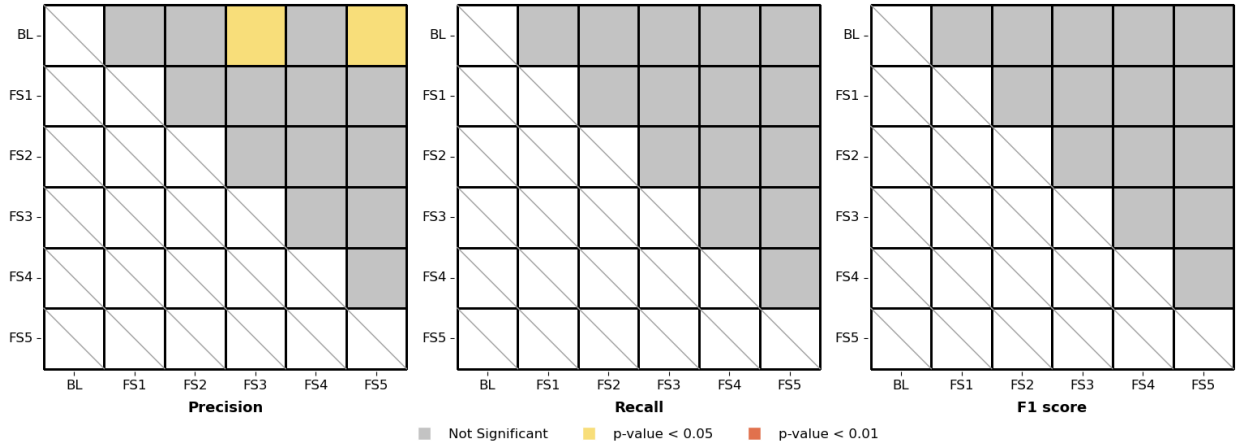 BL
FS1
FS2
FS3
FS4
FS5
BL FS1 FS2 FS3 FS4 FS5
Precision
BL
FS1
FS2
FS3
FS4
FS5
BL FS1 FS2 FS3 FS4 FS5
Recall
BL
FS1
FS2
FS3
FS4
FS5
BL FS1 FS2 FS3 FS4 FS5
F1 score
Not Significant p-value < 0.05 p-value < 0.01